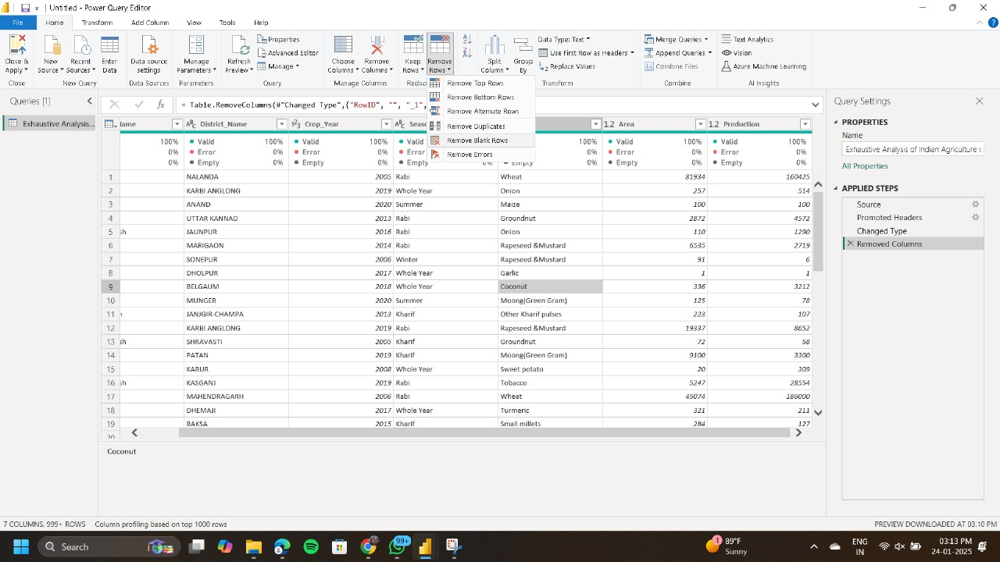 Untitled - Power Query Editor
File Home Transform Add Column View Tools Help
Close & Apply
New Source
Recent Sources
Enter Data
Data source settings
Manage Parameters
Refresh Preview
Properties
Advanced Editor
Manage
Choose Columns
Remove Columns
Keep Rows
Remove Rows
Split Column
Group By
Data Type: Text
Use First Row as Headers
Replace Values
Merge Queries
Append Queries
Combine Files
Text Analytics
Vision
Azure Machine Learning
Close New Query Data Sources Parameters Query Manage Columns Reduc Transform Combine AI Insights
Remove Top Rows
Remove Bottom Rows
Remove Alternate Rows
Remove Duplicates
Remove Blank Rows
Remove Errors
Queries [1]
Exhaustive Analysis...
= Table.RemoveColumns(#"Changed Type",{"RowID", "", "_1",
District_Name Crop_Year Seaso Area Production
100% Valid 100% Valid 100% Valid 100% Valid 100% Valid 100%
0% Error 0% Error 0% Error 0% Error 0% Error 0%
0% Empty 0% Empty 0% Empty 0% Empty 0% Empty 0% Empty 0%
1 NALANDA 2005 Rabi Wheat 81934 160425
2 KARBI ANGLONG 2019 Whole Year Onion 257 514
3 ANAND 2020 Summer Maize 100 100
4 UTTAR KANNAD 2013 Rabi Groundnut 2872 4572
5 sh JAUNPUR 2016 Rabi Onion 110 1290
6 MARIGAON 2014 Rabi Rapeseed &Mustard 6535 2719
7 SONEPUR 2006 Winter Rapeseed &Mustard 91 6
8 DHOLPUR 2017 Whole Year Garlic 1 1
9 BELGAUM 2018 Whole Year Coconut 336 3212
10 MUNGER 2020 Summer Moong(Green Gram) 125 78
11 JANJGIR-CHAMPA 2013 Kharif Other Kharif pulses 223 107
12 KARBI ANGLONG 2019 Rabi Rapeseed &Mustard 19337 8652
13 sh SHRAVASTI 2005 Kharif Groundnut 72 58
14 PATAN 2019 Kharif Moong(Green Gram) 9100 3300
15 KARUR 2008 Whole Year Sweet potato 20 309
16 sh KASGANJ 2019 Rabi Tobacco 5247 28554
17 MAHENDRAGARH 2006 Rabi Wheat 45074 186000
18 DHEMAJI 2017 Whole Year Turmeric 321 211
19 BAKSA 2015 Kharif Small millets 284 127
20
Coconut
Query Settings
PROPERTIES
Name
Exhaustive Analysis of Indian Agriculture
All Properties
APPLIED STEPS
Source
Promoted Headers
Changed Type
Removed Columns
7 COLUMNS, 999+ ROWS Column profiling based on top 1000 rows PREVIEW DOWNLOADED AT 03.10 PM
Search
99+
1
89°F
Sunny
ENG
IN
03:13 PM
24-01-2025